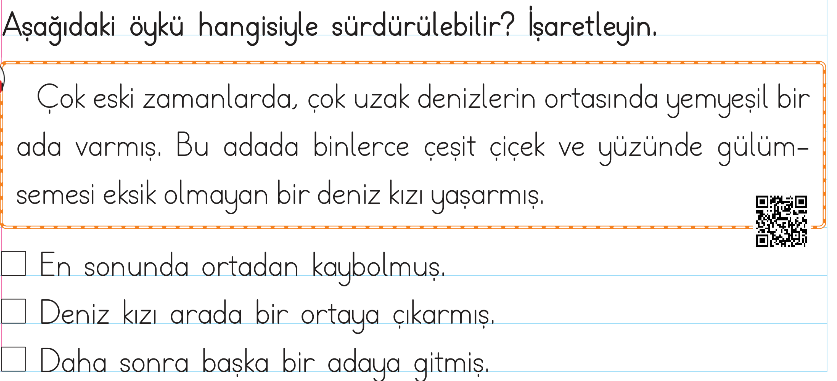 Aşağıdaki öykü hangisiyle sürdürülebilir? İşaretleyin.
Çok eski zamanlarda, çok uzak denizlerin ortasında yemyeşil bir
ada varmış. Bu adada binlerce çeşit çiçek ve yüzünde gülüm-
semesi eksik olmayan bir deniz kızı yaşarmış.
En sonunda ortadan kaybolmuş.
Deniz kızı arada bir ortaya çıkarmış.
Daha sonra başka bir adaya gitmiş.